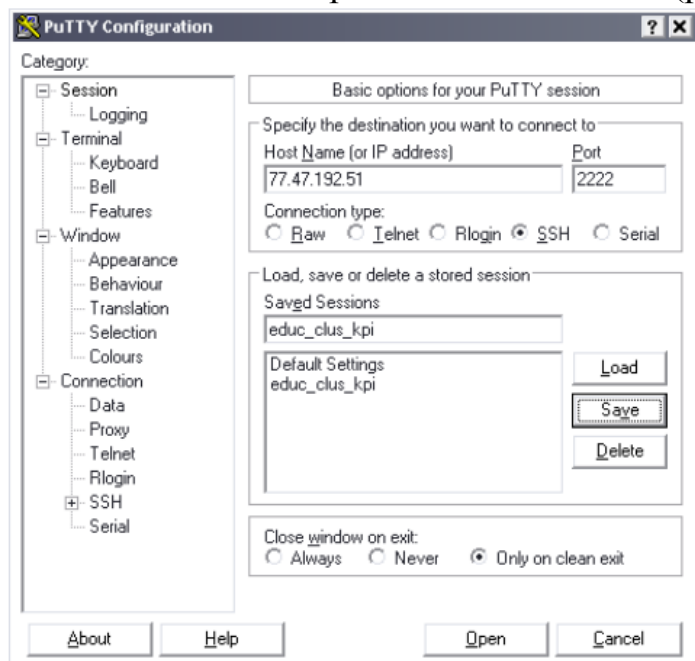 PuTTY Configuration
Category:
Session
Logging
Terminal
Keyboard
Bell
Features
Window
Appearance
Behaviour
Translation
Selection
Colours
Connection
Data
Proxy
Telnet
Rlogin
SSH
Serial
Basic options for your PuTTY session
Specify the destination you want to connect to
Host Name (or IP address) Port
77.47.192.51 2222
Connection type:
Raw Telnet Rlogin SSH Serial
Load, save or delete a stored session
Saved Sessions
educ_clus_kpi
Default Settings
educ_clus_kpi
Load
Save
Delete
Close window on exit:
Always Never Only on clean exit
About Help Open Cancel